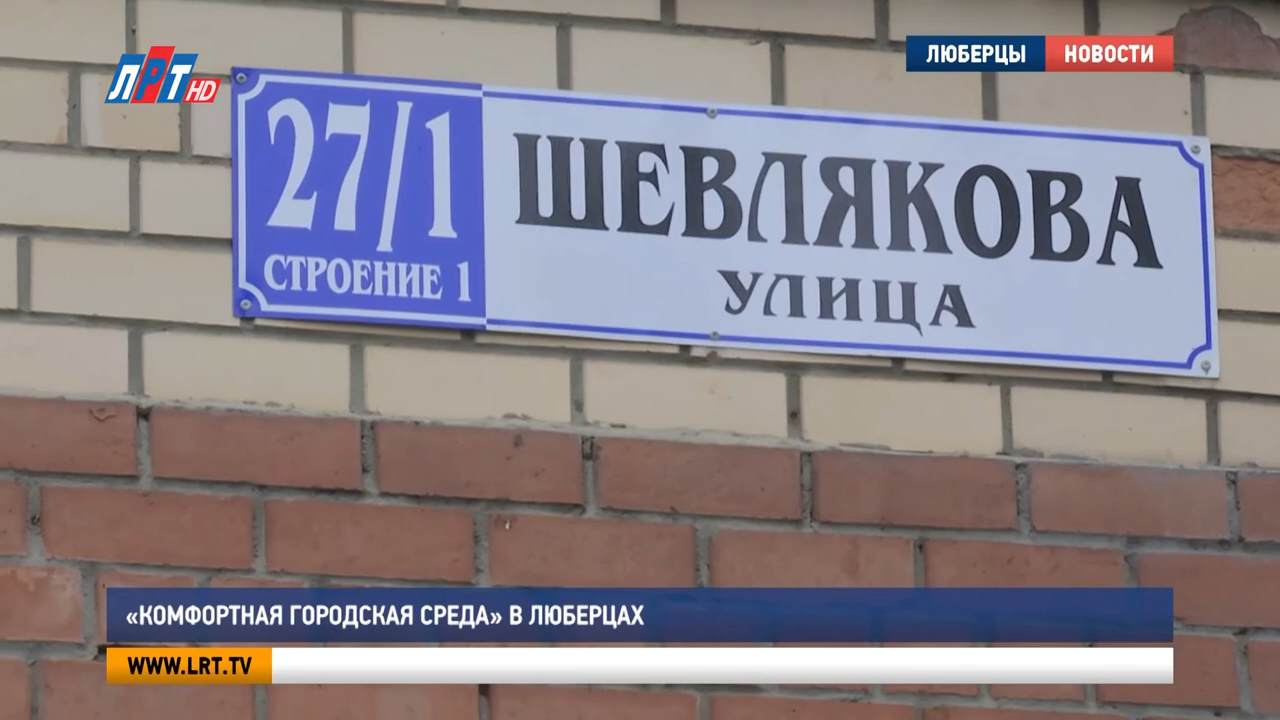 ЛРТ HD
ЛЮБЕРЦЫ НОВОСТИ
27/1
СТРОЕНИЕ 1
ШЕВЛЯКОВА
УЛИЦА
«КОМФОРТНАЯ ГОРОДСКАЯ СРЕДА» В ЛЮБЕРЦАХ
WWW.LRT.TV